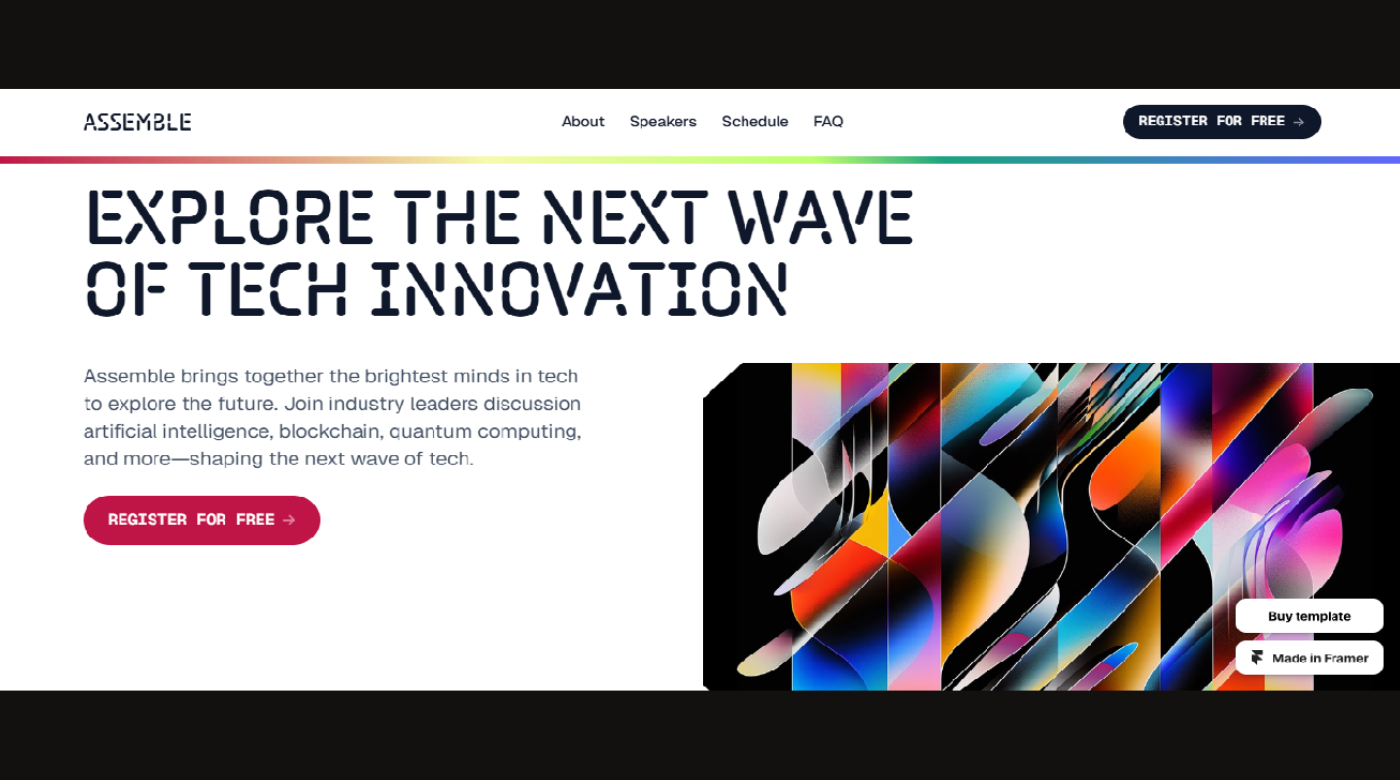 ASSEMBLE
About Speakers Schedule FAQ
REGISTER FOR FREE →
EXPLORE THE NEXT WAVE
OF TECH INNOVATION
Assemble brings together the brightest minds in tech
to explore the future. Join industry leaders discussion
artificial intelligence, blockchain, quantum computing,
and more—shaping the next wave of tech.
REGISTER FOR FREE →
Buy template
Made in Framer